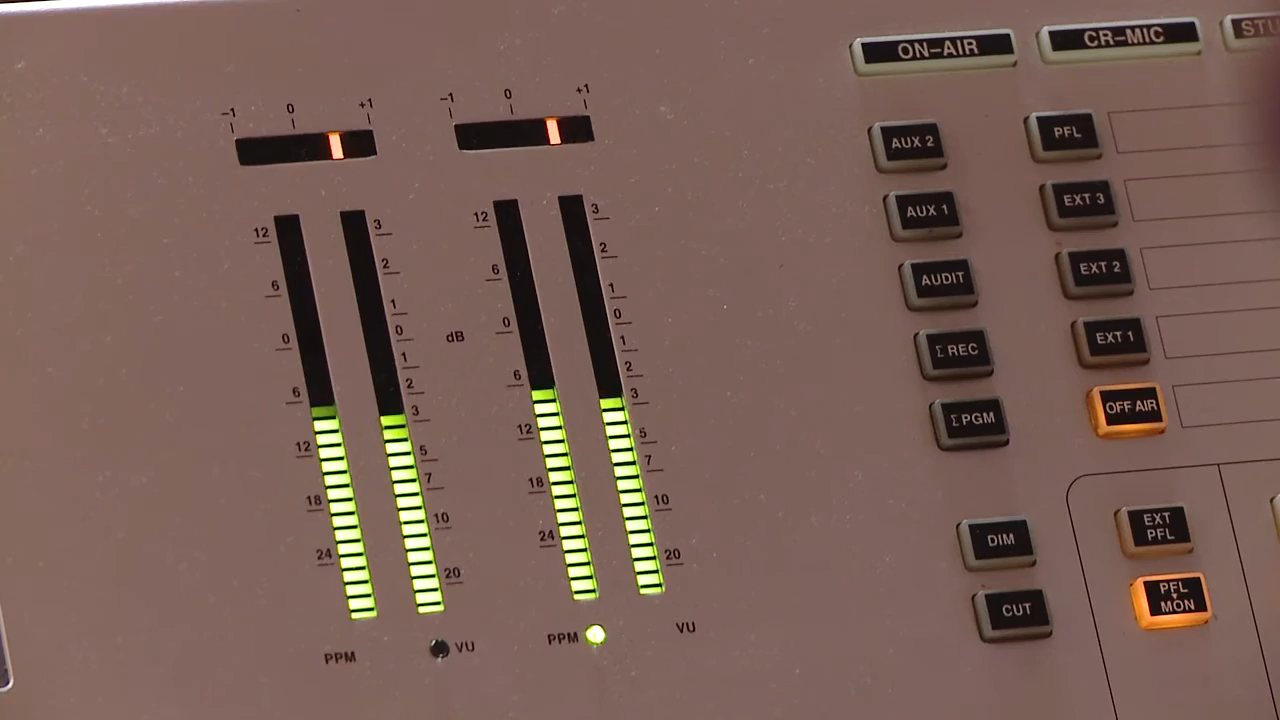 ON-AIR
CR-MIC
-1 0 +1
-1 0 +1
12 6 0 6 12 18 24
3 2 1 0 1 2 3 5 7 10 20
dB
12 6 0 6 12 18 24
3 2 1 0 1 2 3 5 7 10 20
PPM
VU
PPM
VU
AUX 2
AUX 1
AUDIT
Σ REC
Σ PGM
DIM
CUT
PFL
EXT 3
EXT 2
EXT 1
OFF AIR
EXT
PFL
PFL
MON